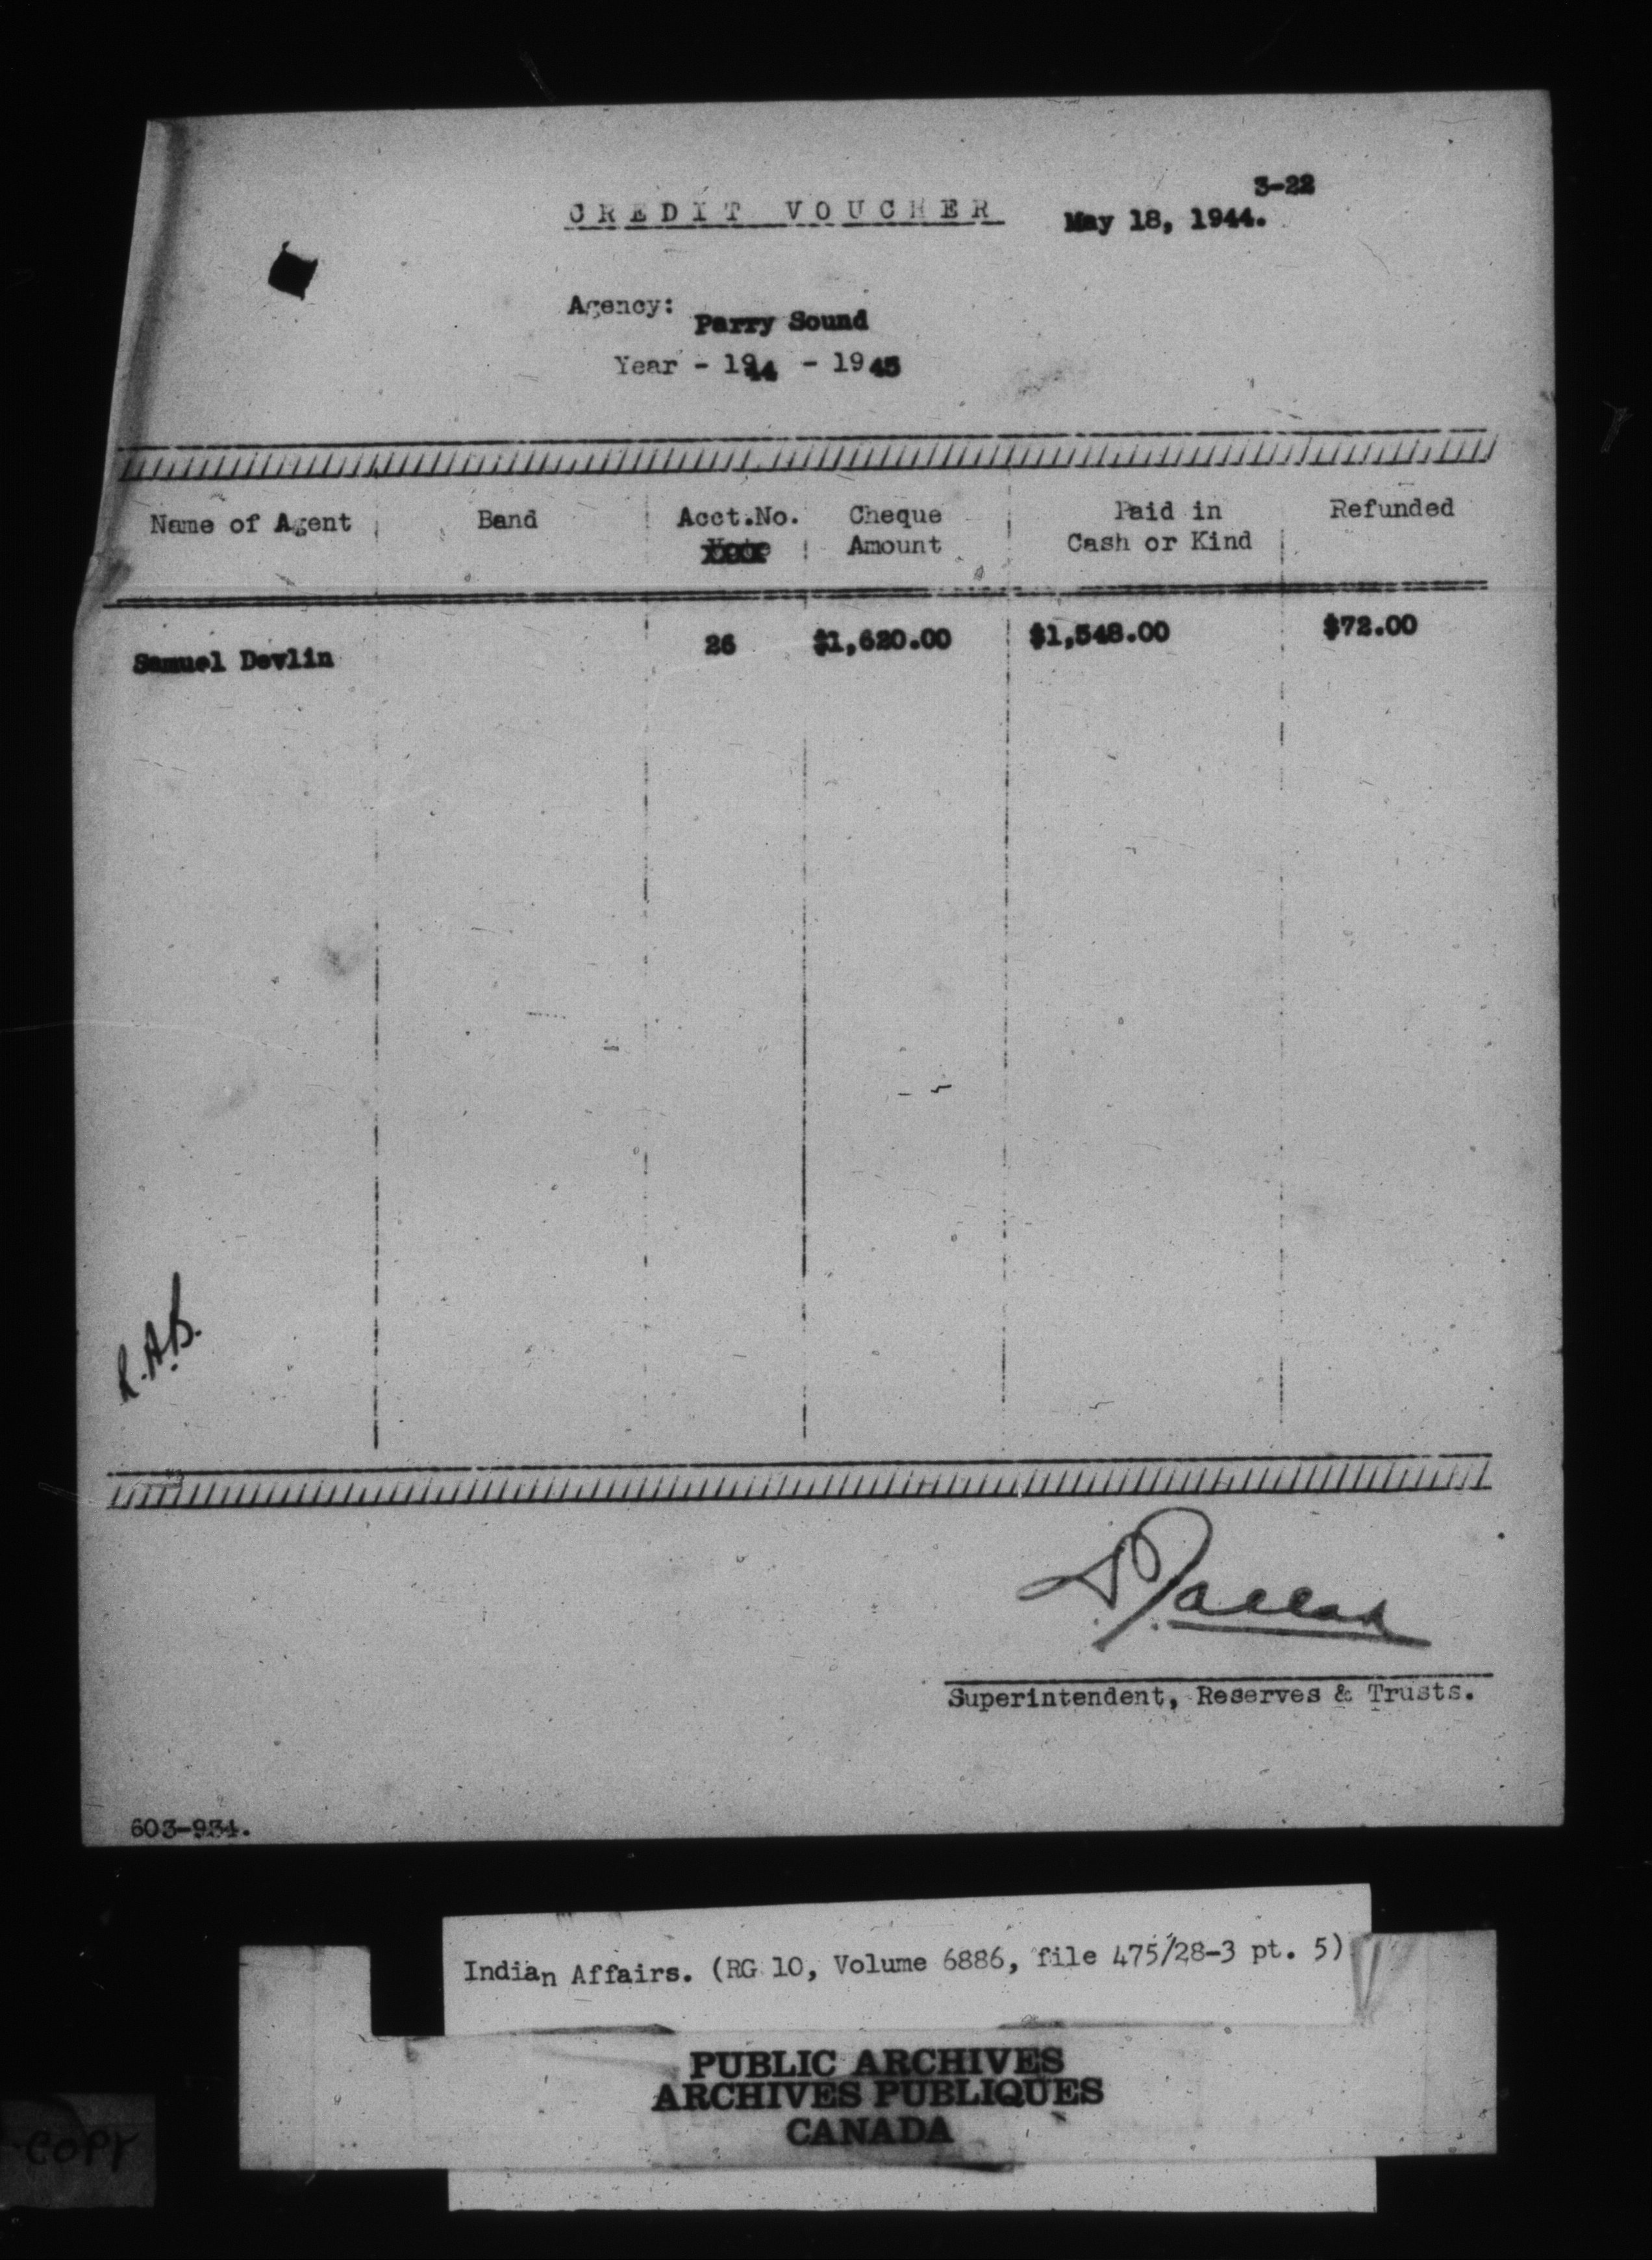 3-22
CREDIT VOUCHER May 18, 1944.
Agency: Parry Sound
Year - 1944 - 1945
Name of Agent Band Acct.No. Cheque Paid in Refunded
Amount Cash or Kind
Samuel Devlin 26 $1,620.00 $1,548.00 $72.00
R.A.B.
Superintendent, Reserves & Trusts.
603-934.
Indian Affairs. (RG 10, Volume 6886, file 475/28-3 pt. 5)
PUBLIC ARCHIVES
ARCHIVES PUBLIQUES
CANADA
COPY